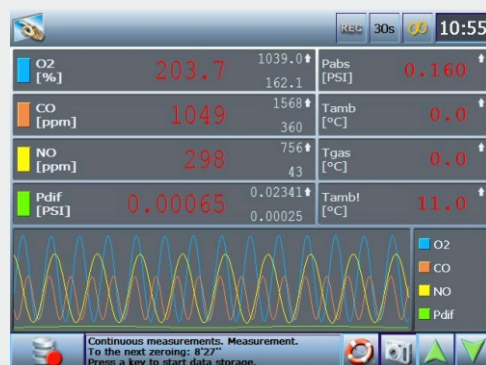 REC 30s 10:55
O2 [%] 203.7 1039.0 162.1 Pabs [PSI] 0.160
CO [ppm] 1049 1568 360 Tamb [°C] 0.0
NO [ppm] 298 756 43 Tgas [°C] 0.0
Pdif [PSI] 0.00065 0.02341 0.00025 Tamb! [°C] 11.0
O2
CO
NO
Pdif
Continuous measurements. Measurement.
To the next zeroing: 8'27"
Press a key to start data storage.